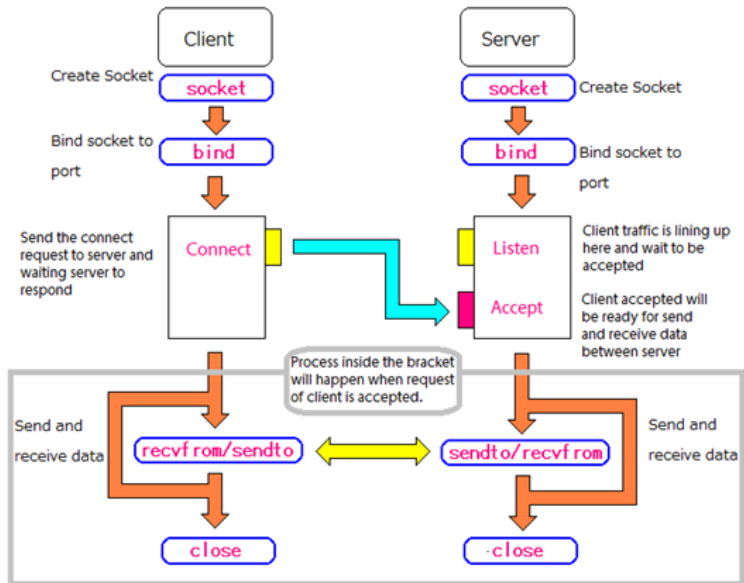 Client
Server
Create Socket
socket
socket
Create Socket
Bind socket to
port
bind
bind
Bind socket to
port
Send the connect
request to server and
waiting server to
respond
Connect
Listen
Client traffic is lining up
here and wait to be
accepted
Accept
Client accepted will
be ready for send
and receive data
between server
Process inside the bracket
will happen when request
of client is accepted.
Send and
receive data
recvfrom/sendto
sendto/recvfrom
Send and
receive data
close
close